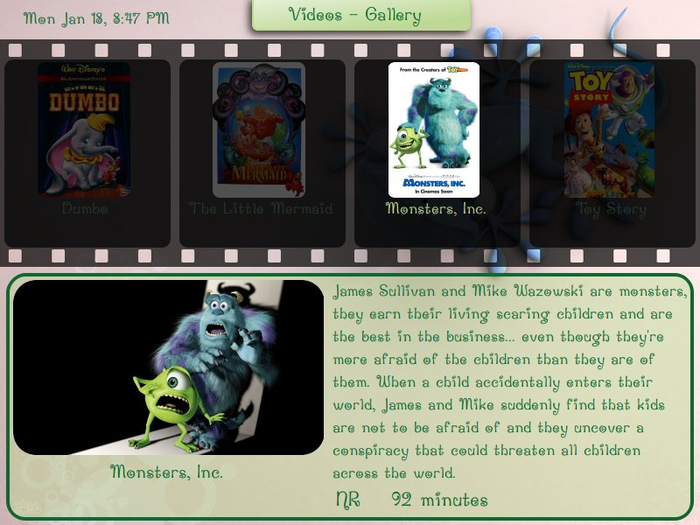 Mon Jan 18, 8:47 PM
Videos - Gallery
Walt Disney's
DUMBO
Dumbo
MERMAID
The Little Mermaid
From the Creators of TOY STORY
MONSTERS, INC.
In Cinemas Soon
Monsters, Inc.
TOY
STORY
Toy Story
James Sullivan and Mike Wazowski are monsters,
they earn their living scaring children and are
the best in the business... even though they're
more afraid of the children than they are of
them. When a child accidentally enters their
world, James and Mike suddenly find that kids
are not to be afraid of and they uncover a
conspiracy that could threaten all children
across the world.
NR 92 minutes
Monsters, Inc.